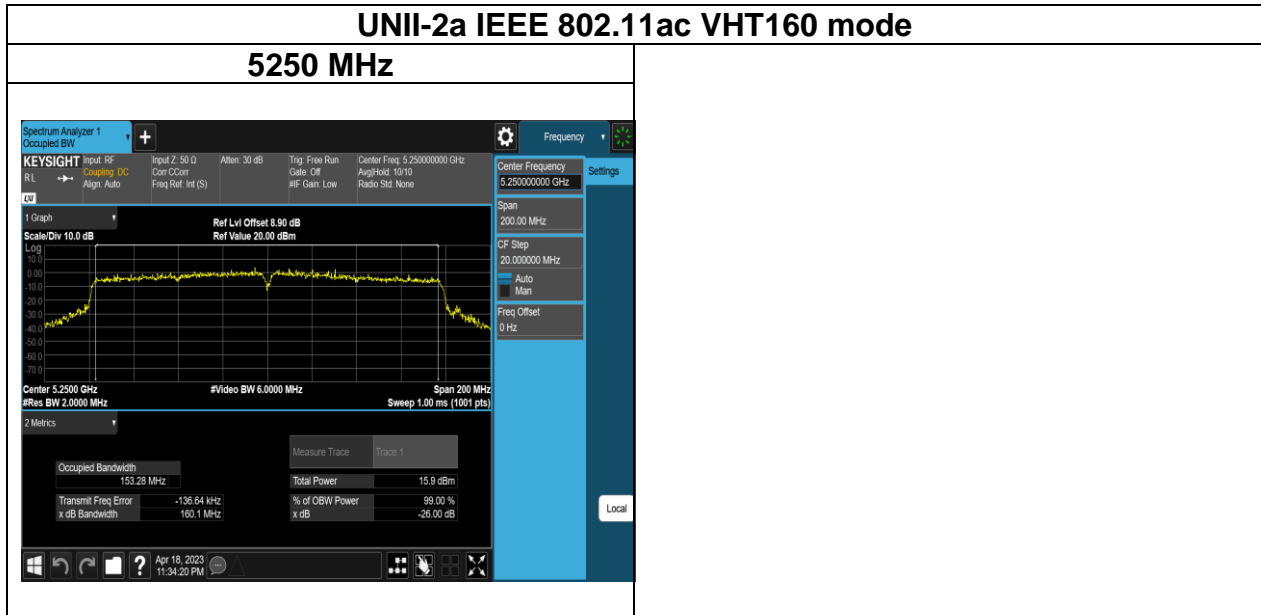 UNII-2a IEEE 802.11ac VHT160 mode
5250 MHz
Spectrum Analyzer 1
Occupied BW
+
Frequency
KEYSIGHT
R L
LXI
Input: RF
Coupling: DC
Align: Auto
Input Z: 50 Ω
Corr CCorr
Freq Ref: Int (S)
Atten: 30 dB
Trig: Free Run
Gate: Off
#IF Gain: Low
Center Freq: 5.250000000 GHz
Avg|Hold: 10/10
Radio Std: None
Center Frequency
5.250000000 GHz
Settings
Span
200.00 MHz
CF Step
20.000000 MHz
Auto
Man
Freq Offset
0 Hz
Local
1 Graph
Scale/Div 10.0 dB
Ref Lvl Offset 8.90 dB
Ref Value 20.00 dBm
Log
10.0
0.00
-10.0
-20.0
-30.0
-40.0
-50.0
-60.0
-70.0
Center 5.2500 GHz
#Video BW 6.0000 MHz
Span 200 MHz
#Res BW 2.0000 MHz
Sweep 1.00 ms (1001 pts)
2 Metrics
Measure Trace Trace 1
Occupied Bandwidth
153.28 MHz
Total Power 15.9 dBm
Transmit Freq Error -136.64 kHz
% of OBW Power 99.00 %
x dB Bandwidth 160.1 MHz
x dB -26.00 dB
?
Apr 18, 2023
11:34:20 PM